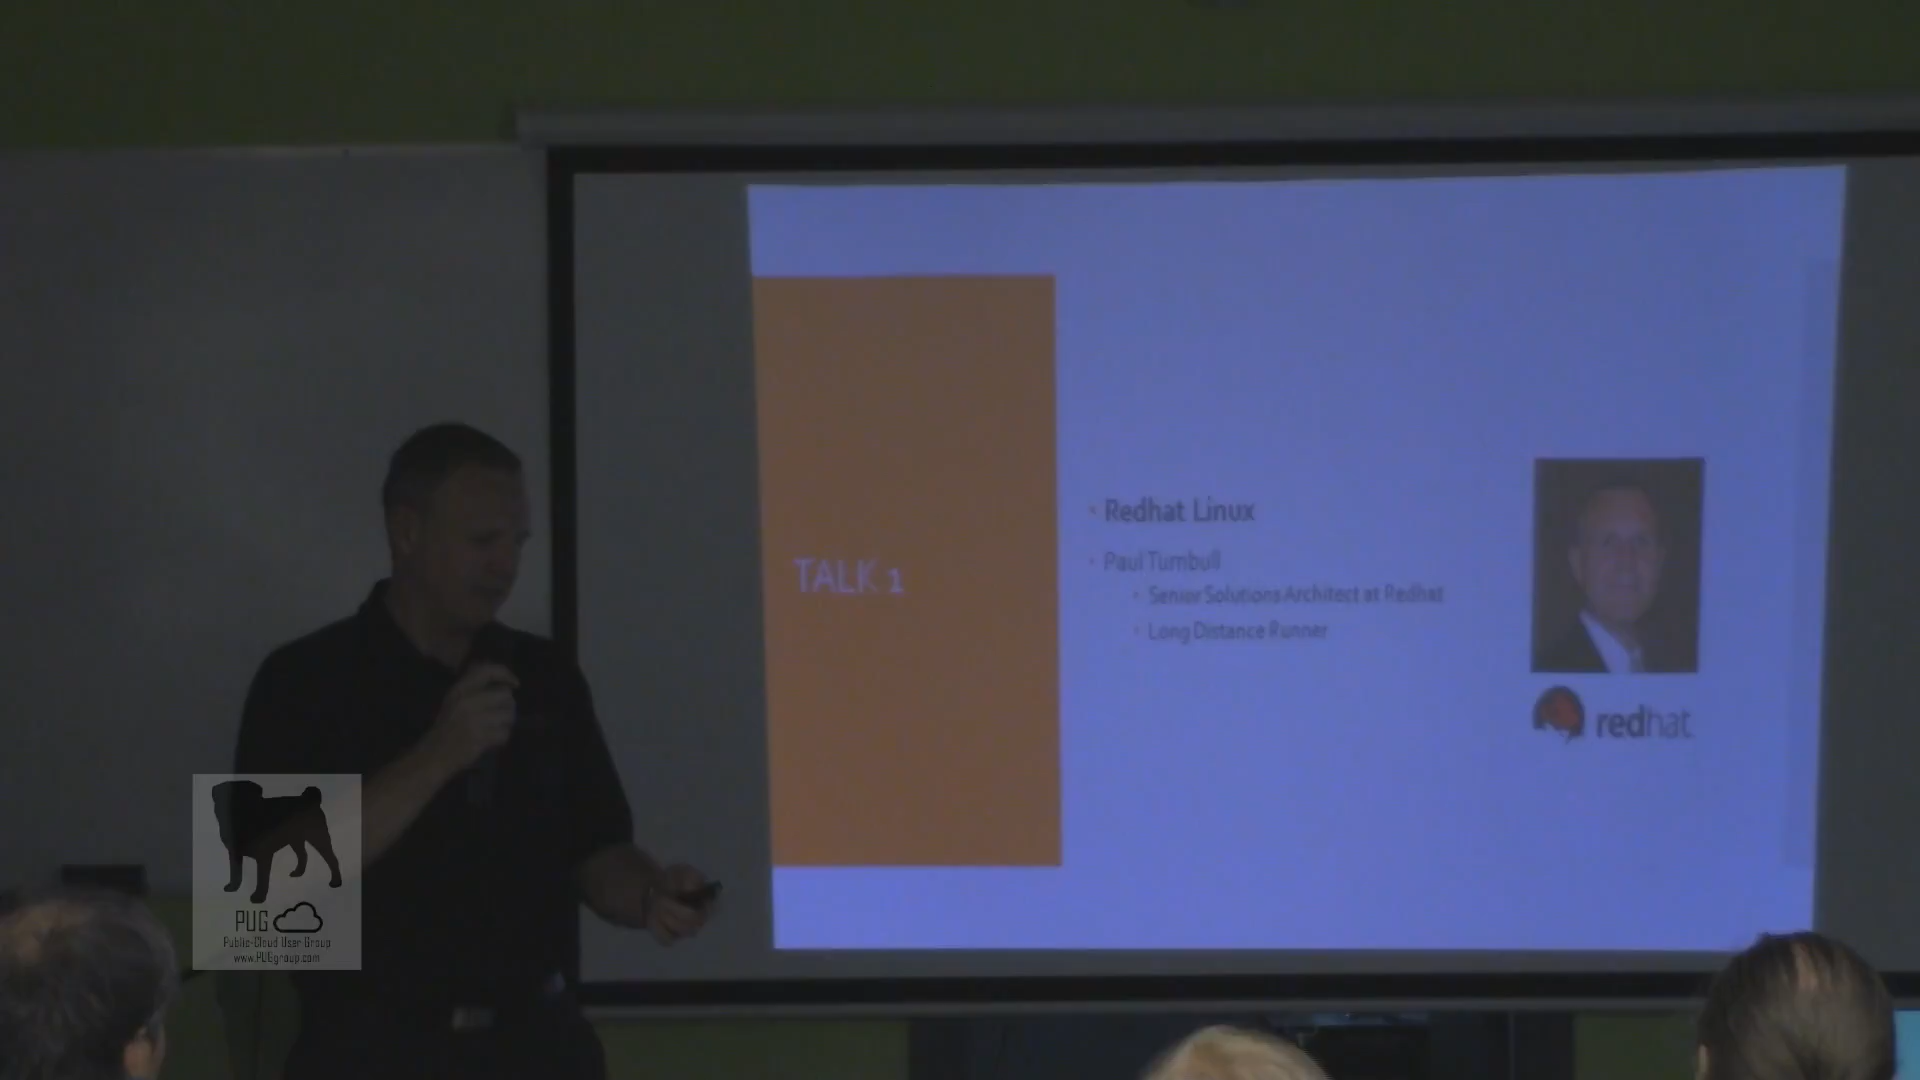 TALK 1
Redhat Linux
Paul Turnbull
Senior Solutions Architect at Redhat
Long Distance Runner
redhat
PUG
Public-Cloud User Group
www.PUGgroup.com